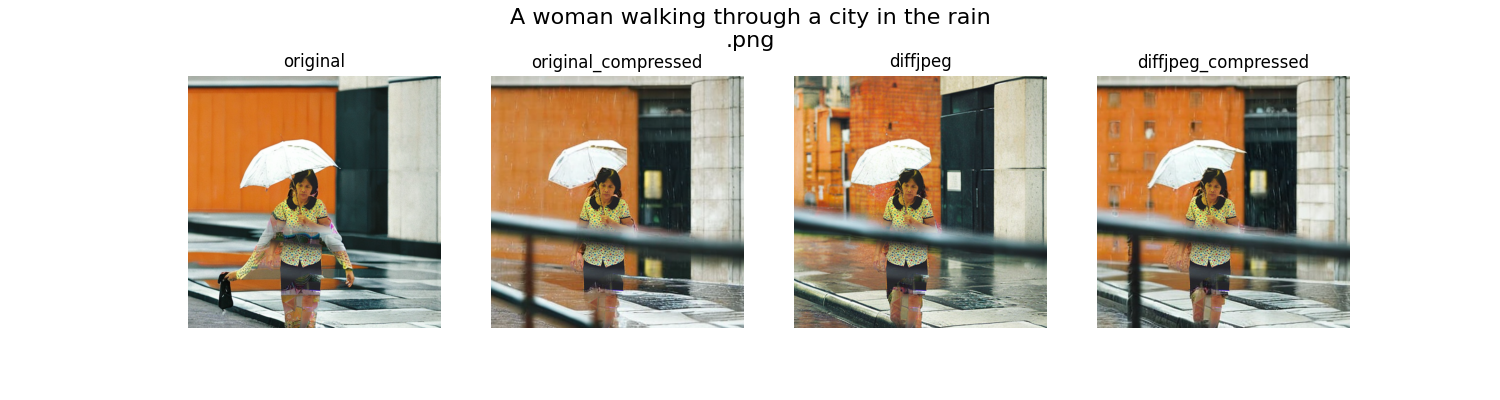 A woman walking through a city in the rain
.png
original
original_compressed
diffjpeg
diffjpeg_compressed